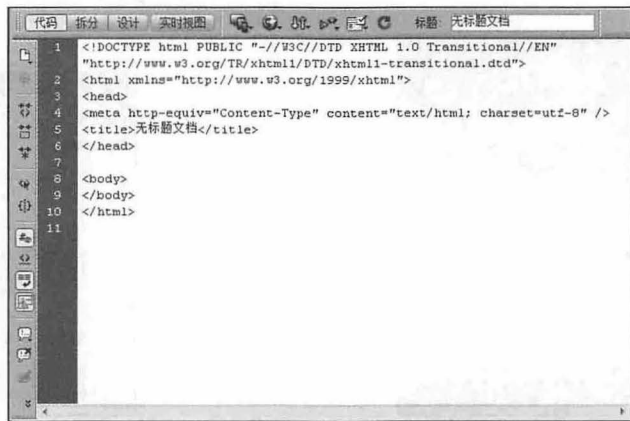 代码 拆分 设计 实时视图 标题: 无标题文档
1 <!DOCTYPE html PUBLIC "-//W3C//DTD XHTML 1.0 Transitional//EN"
"http://www.w3.org/TR/xhtml1/DTD/xhtml1-transitional.dtd">
2 <html xmlns="http://www.w3.org/1999/xhtml">
3 <head>
4 <meta http-equiv="Content-Type" content="text/html; charset=utf-8" />
5 <title>无标题文档</title>
6 </head>
7
8 <body>
9 </body>
10 </html>
11